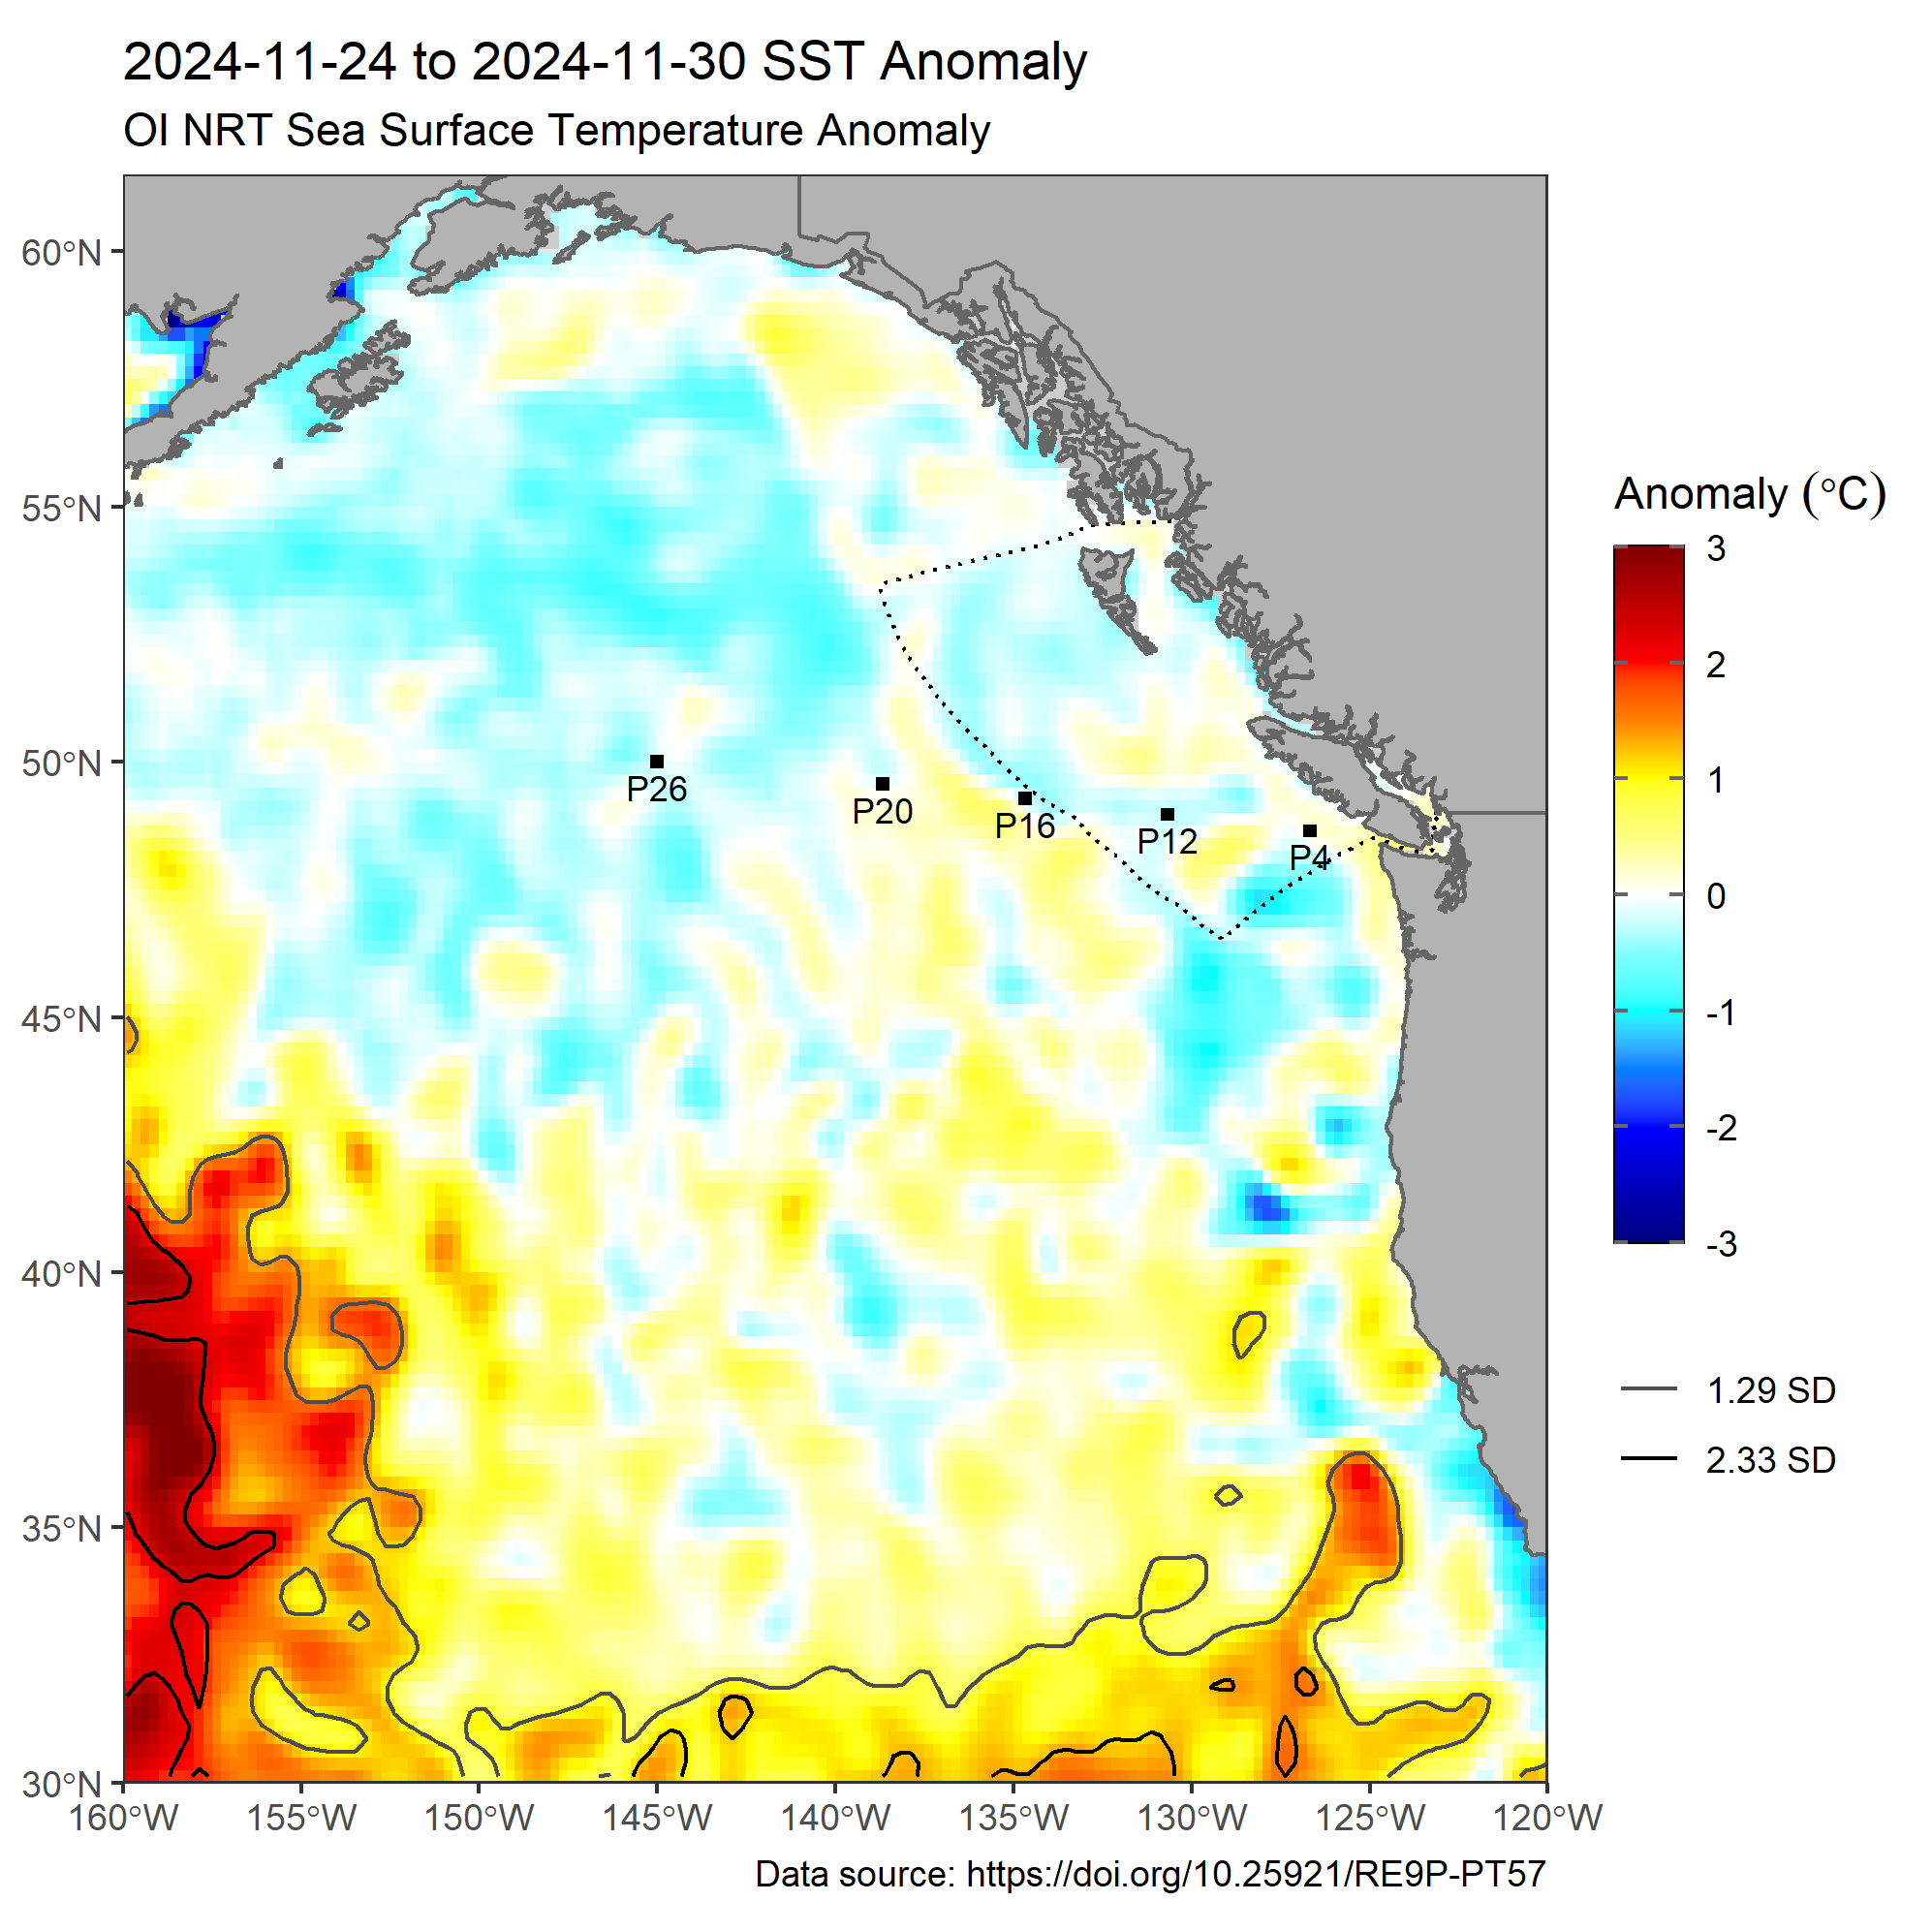 2024-11-24 to 2024-11-30 SST Anomaly
OI NRT Sea Surface Temperature Anomaly
60°N
55°N
50°N
45°N
40°N
35°N
30°N
P26
P20
P16
P12
P4
160°W
155°W
150°W
145°W
140°W
135°W
130°W
125°W
120°W
Anomaly (°C)
3
2
1
0
-1
-2
-3
1.29 SD
2.33 SD
Data source: https://doi.org/10.25921/RE9P-PT57